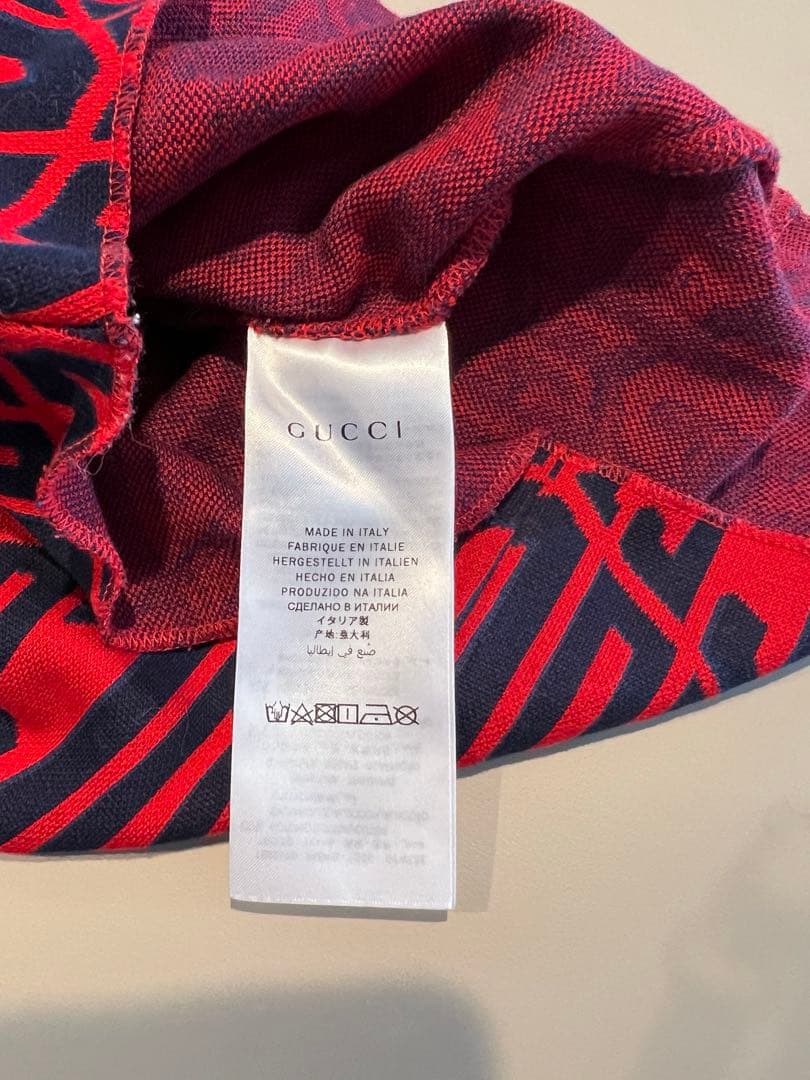 GUCCI
MADE IN ITALY
FABRIQUE EN ITALIE
HERGESTELLT IN ITALIEN
HECHO EN ITALIA
PRODUZIDO NA ITALIA
СДЕЛАНО В ИТАЛИИ
イタリア製
产地:意大利
صنع في إيطاليا